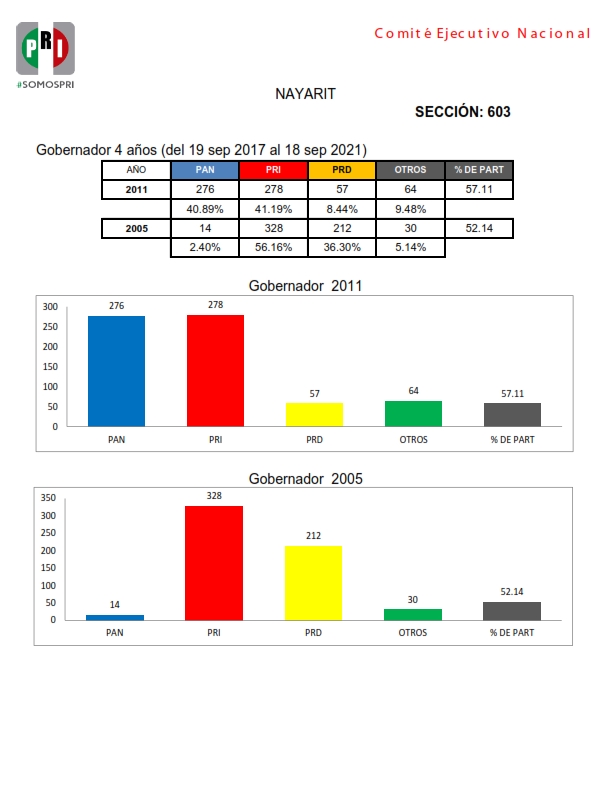 PRI
#SOMOSPRI
Comité Ejecutivo Nacional
NAYARIT
SECCIÓN: 603
Gobernador 4 años (del 19 sep 2017 al 18 sep 2021)
AÑO PAN PRI PRD OTROS % DE PART
2011 276 278 57 64 57.11
40.89% 41.19% 8.44% 9.48%
2005 14 328 212 30 52.14
2.40% 56.16% 36.30% 5.14%
Gobernador 2011
300
250
200
150
100
50
0
276 278 57 64 57.11
PAN PRI PRD OTROS % DE PART
Gobernador 2005
350
300
250
200
150
100
50
0
14 328 212 30 52.14
PAN PRI PRD OTROS % DE PART